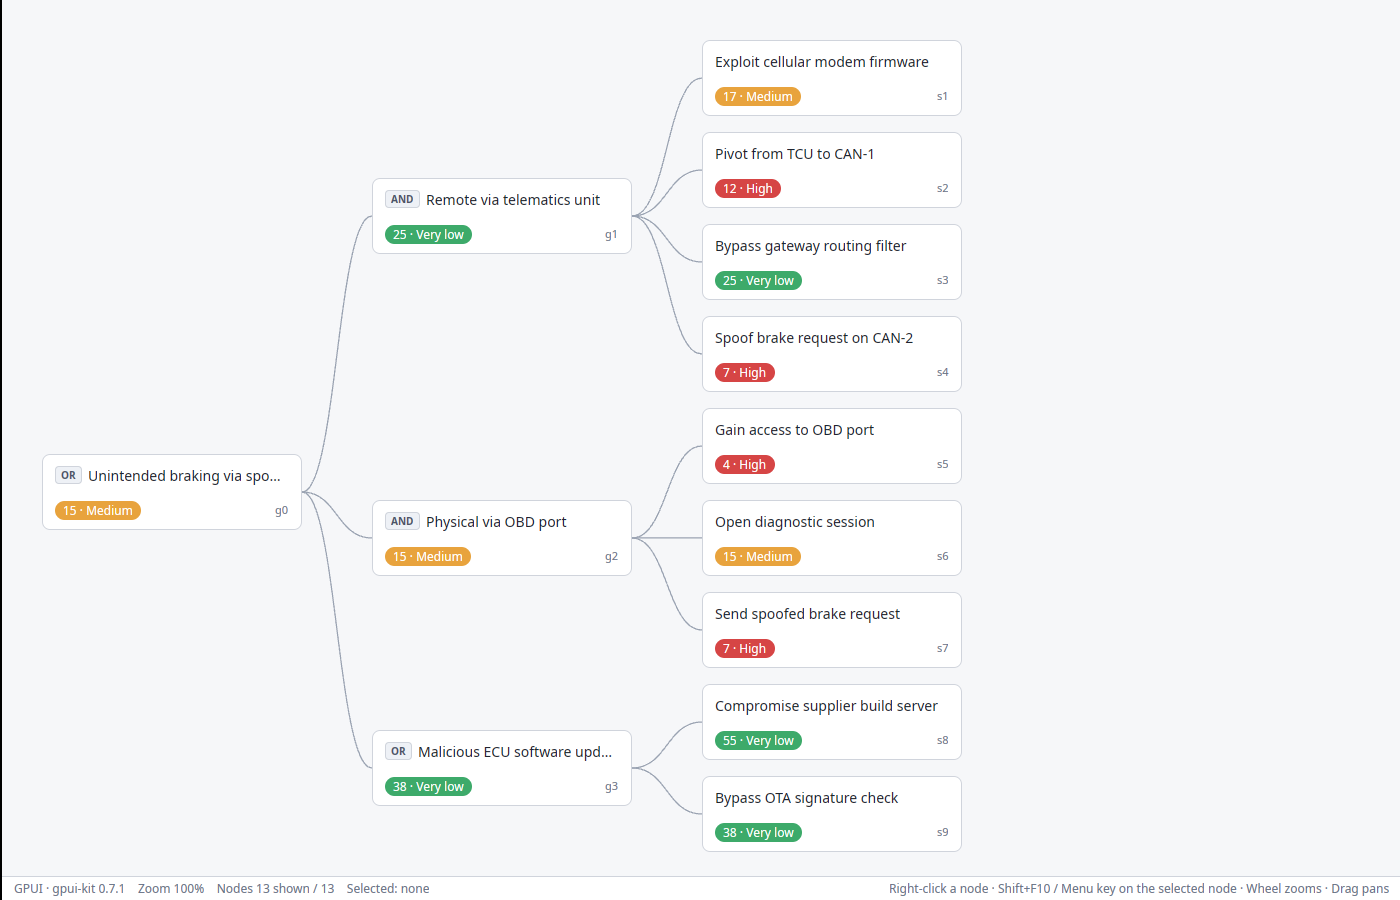 Exploit cellular modem firmware
17 · Medium s1
Pivot from TCU to CAN-1
12 · High s2
AND Remote via telematics unit
25 · Very low g1
Bypass gateway routing filter
25 · Very low s3
Spoof brake request on CAN-2
7 · High s4
Gain access to OBD port
4 · High s5
OR Unintended braking via spo...
15 · Medium g0
AND Physical via OBD port
15 · Medium g2
Open diagnostic session
15 · Medium s6
Send spoofed brake request
7 · High s7
Compromise supplier build server
55 · Very low s8
OR Malicious ECU software upd...
38 · Very low g3
Bypass OTA signature check
38 · Very low s9
GPUI · gpui-kit 0.7.1 Zoom 100% Nodes 13 shown / 13 Selected: none
Right-click a node · Shift+F10 / Menu key on the selected node · Wheel zooms · Drag pans